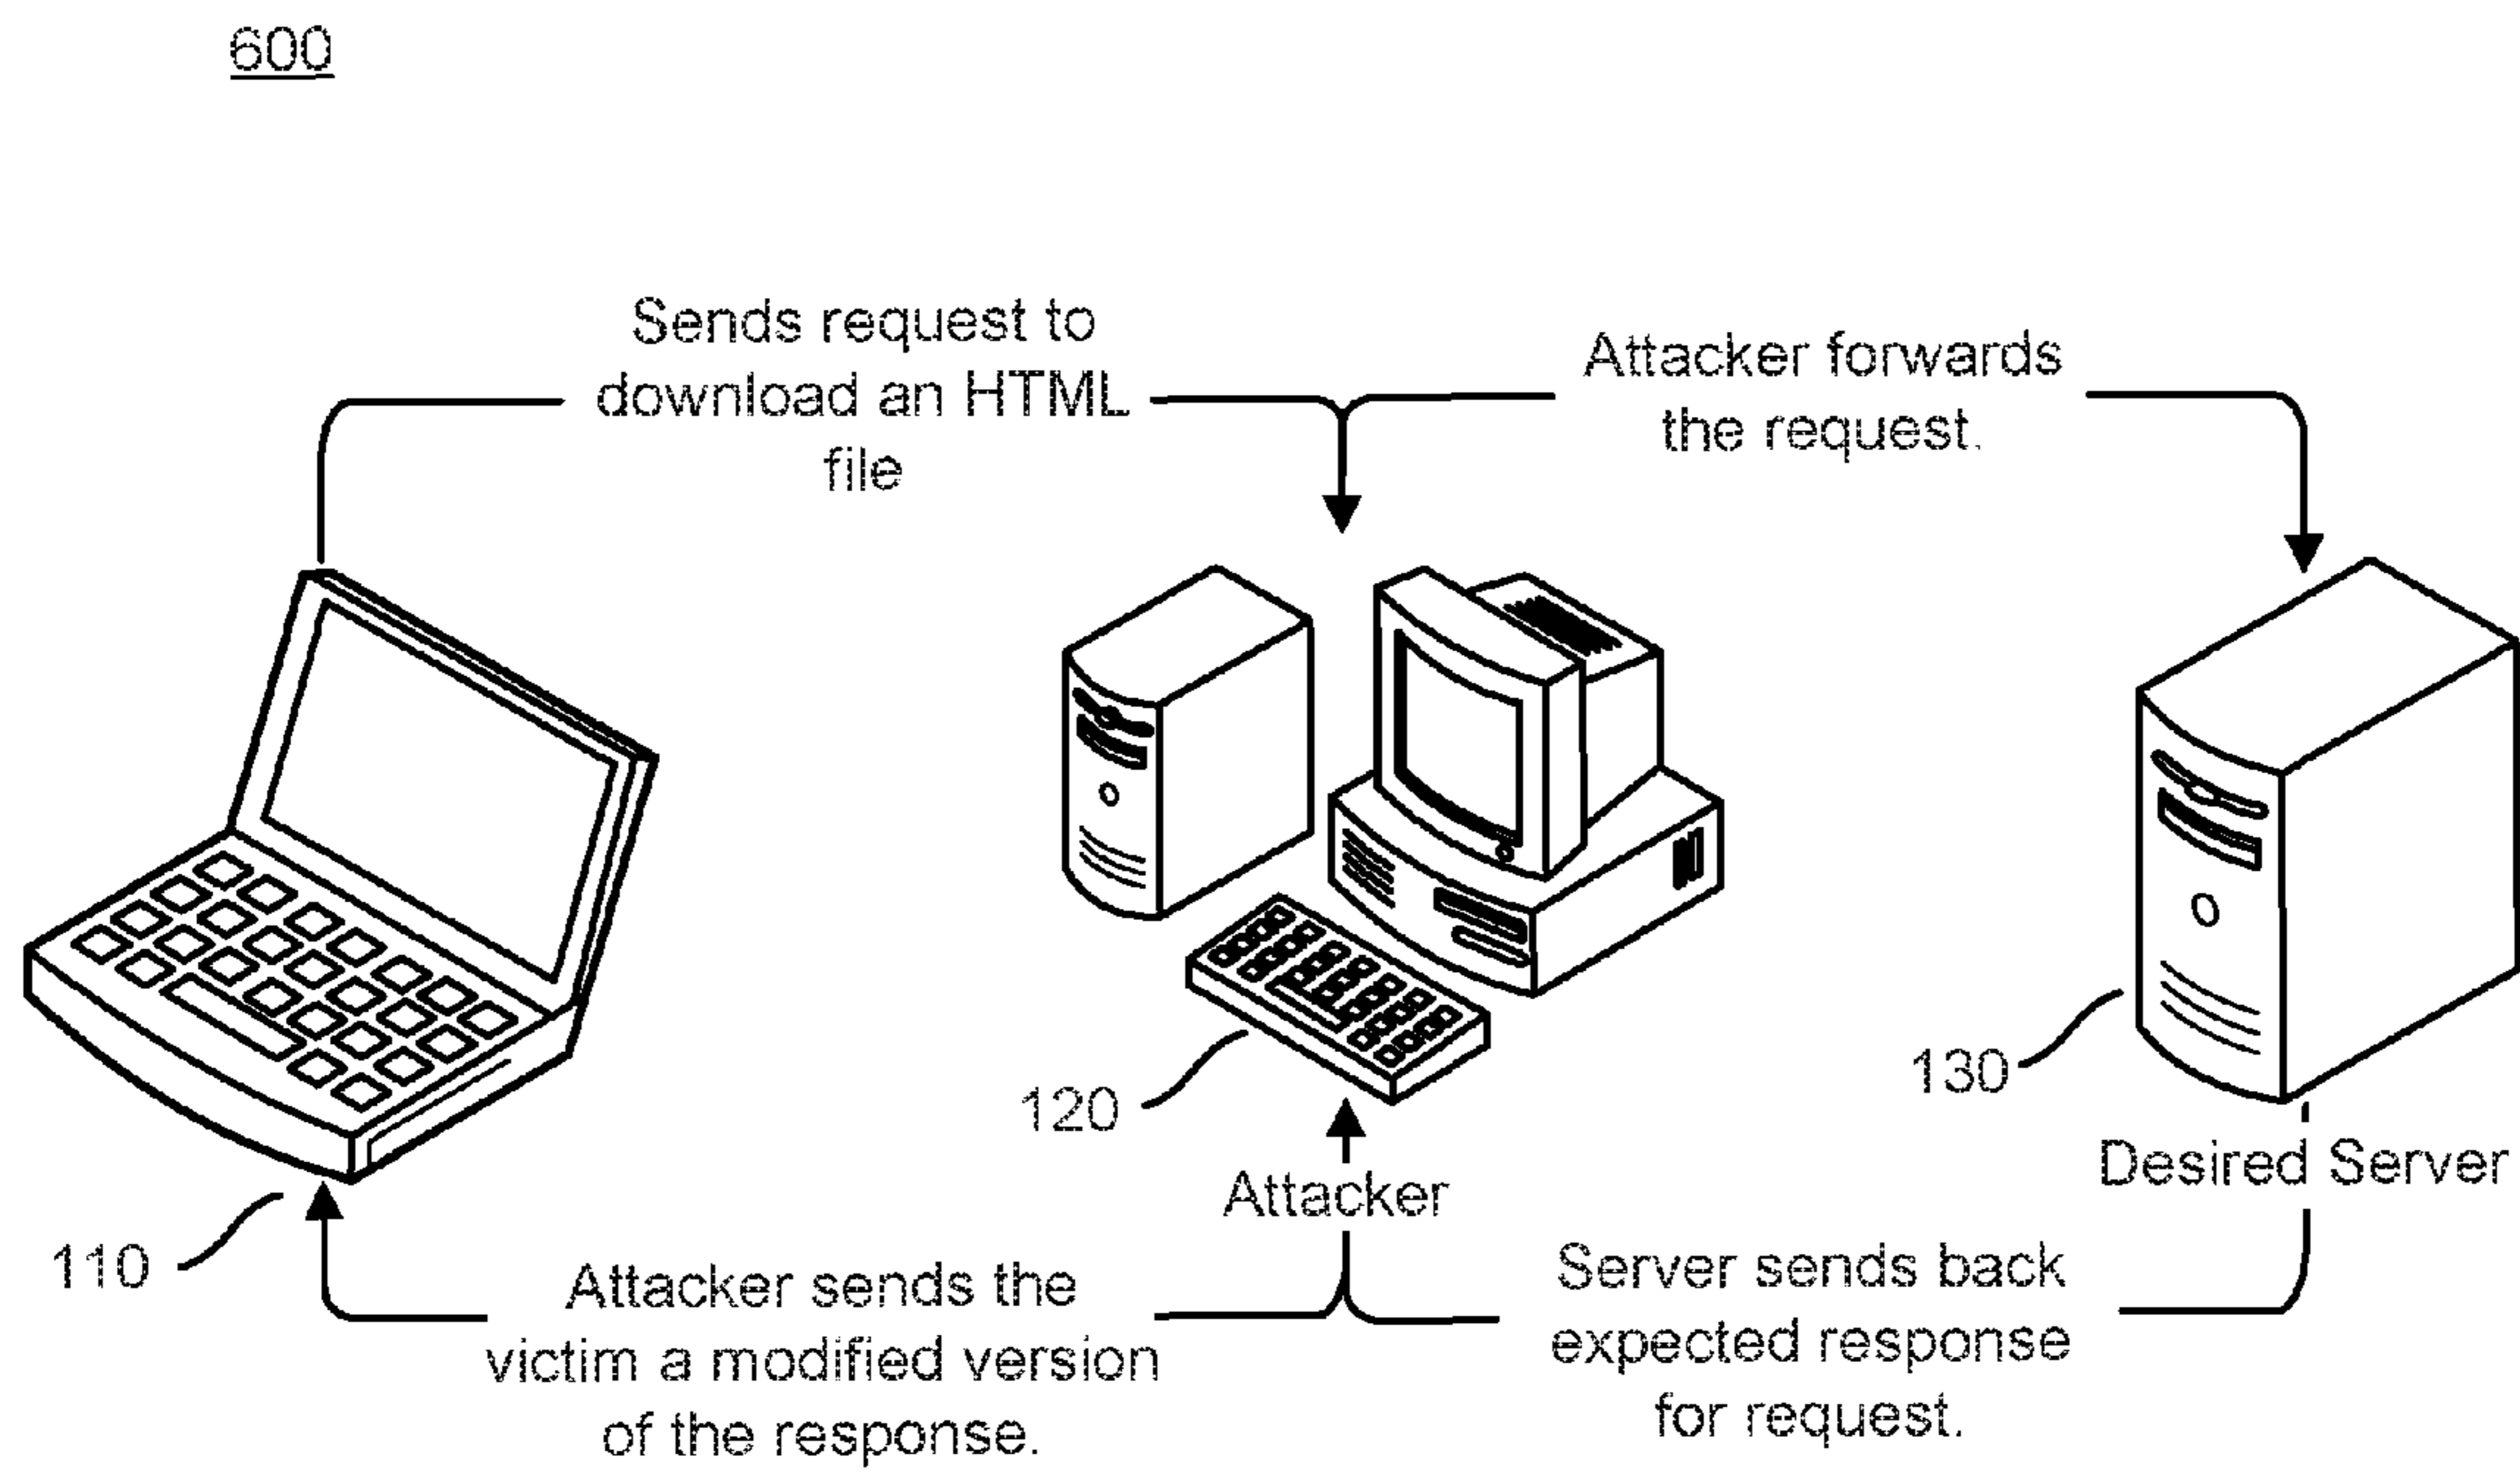 600
Sends request to
download an HTML
file
Attacker forwards
the request.
120
130
Desired Server
Attacker
110
Attacker sends the
victim a modified version
of the response.
Server sends back
expected response
for request.